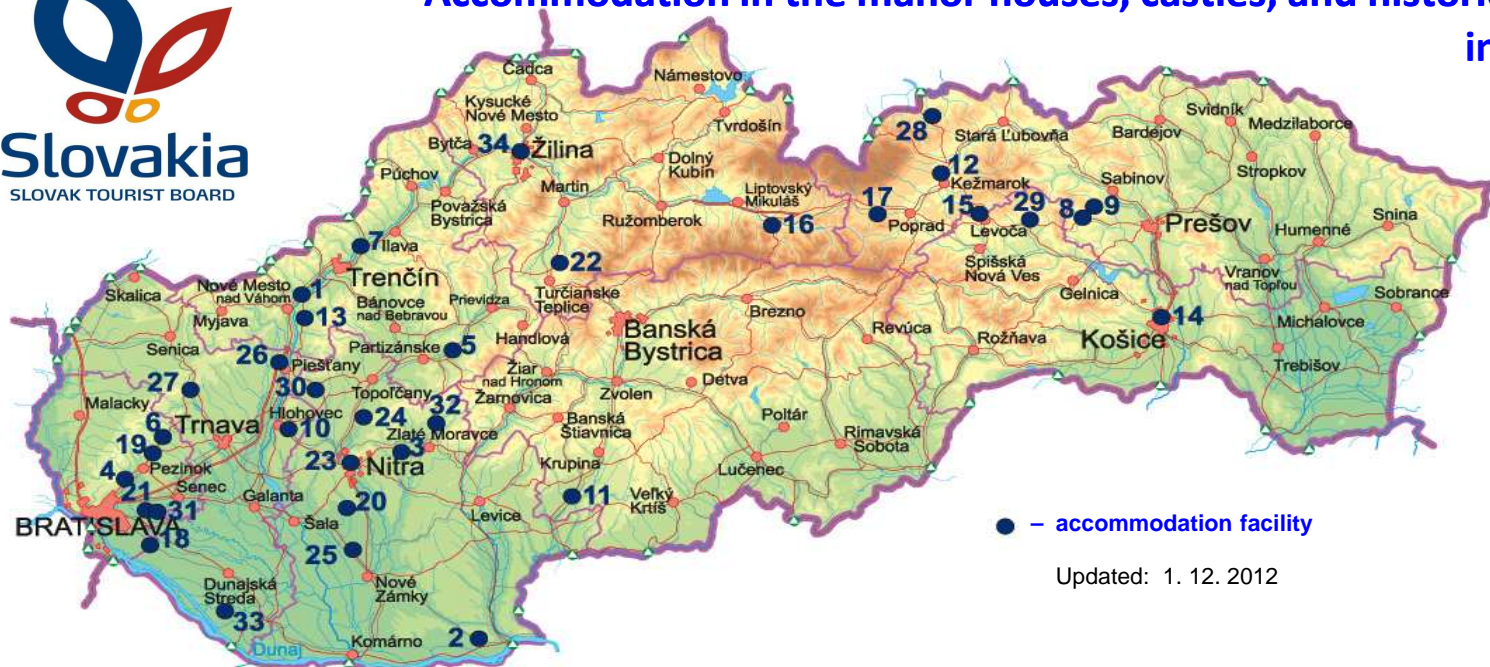 Accommodation in the manor houses, castles, and historic
in
Slovakia
SLOVAK TOURIST BOARD
Čadca
Námestovo
Kysucké
Nové Mesto
Tvrdošín
Svidník
Medzilaborce
28
Stará Ľubovňa
Bardejov
Bytča
34
Žilina
Dolný
Kubín
Stropkov
12
Kežmarok
Sabinov
Púchov
Martin
Liptovský
Mikuláš
17
Považská
Bystrica
Ružomberok
16
Poprad
15
Levoča
29
8
9
Prešov
Snina
Humenné
7
Ilava
Trenčín
22
Spišská
Nová Ves
Vranov
nad Topľou
Skalica
Nové Mesto
nad Váhom
1
Bánovce
nad Bebravou
Prievidza
Turčianske
Teplice
Gelnica
Sobrance
Myjava
13
Handlová
Brezno
14
Michalovce
Senica
Partizánske
5
Banská
Bystrica
Revúca
Rožňava
Košice
26
Piešťany
Žiar
nad Hronom
Trebišov
27
30
Topoľčany
Zvolen
Detva
Malacky
Hlohovec
24
32
Žarnovica
6
Trnava
10
Zlaté Moravce
Banská
Štiavnica
Poltár
19
3
Rimavská
Sobota
4
Pezinok
23
Nitra
Krupina
Lučenec
21
Senec
Galanta
20
Levice
11
Veľký
Krtíš
31
BRATISLAVA
Šala
– accommodation facility
18
25
Dunajská
Streda
Nové
Zámky
Updated: 1. 12. 2012
33
Komárno
2
Dunaj